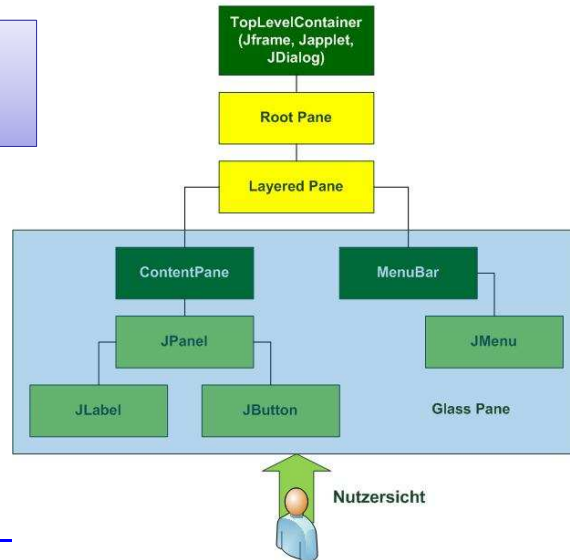 TopLevelContainer
(Jframe, Japplet,
JDialog)
Root Pane
Layered Pane
ContentPane
MenuBar
JPanel
JMenu
JLabel
JButton
Glass Pane
Nutzersicht